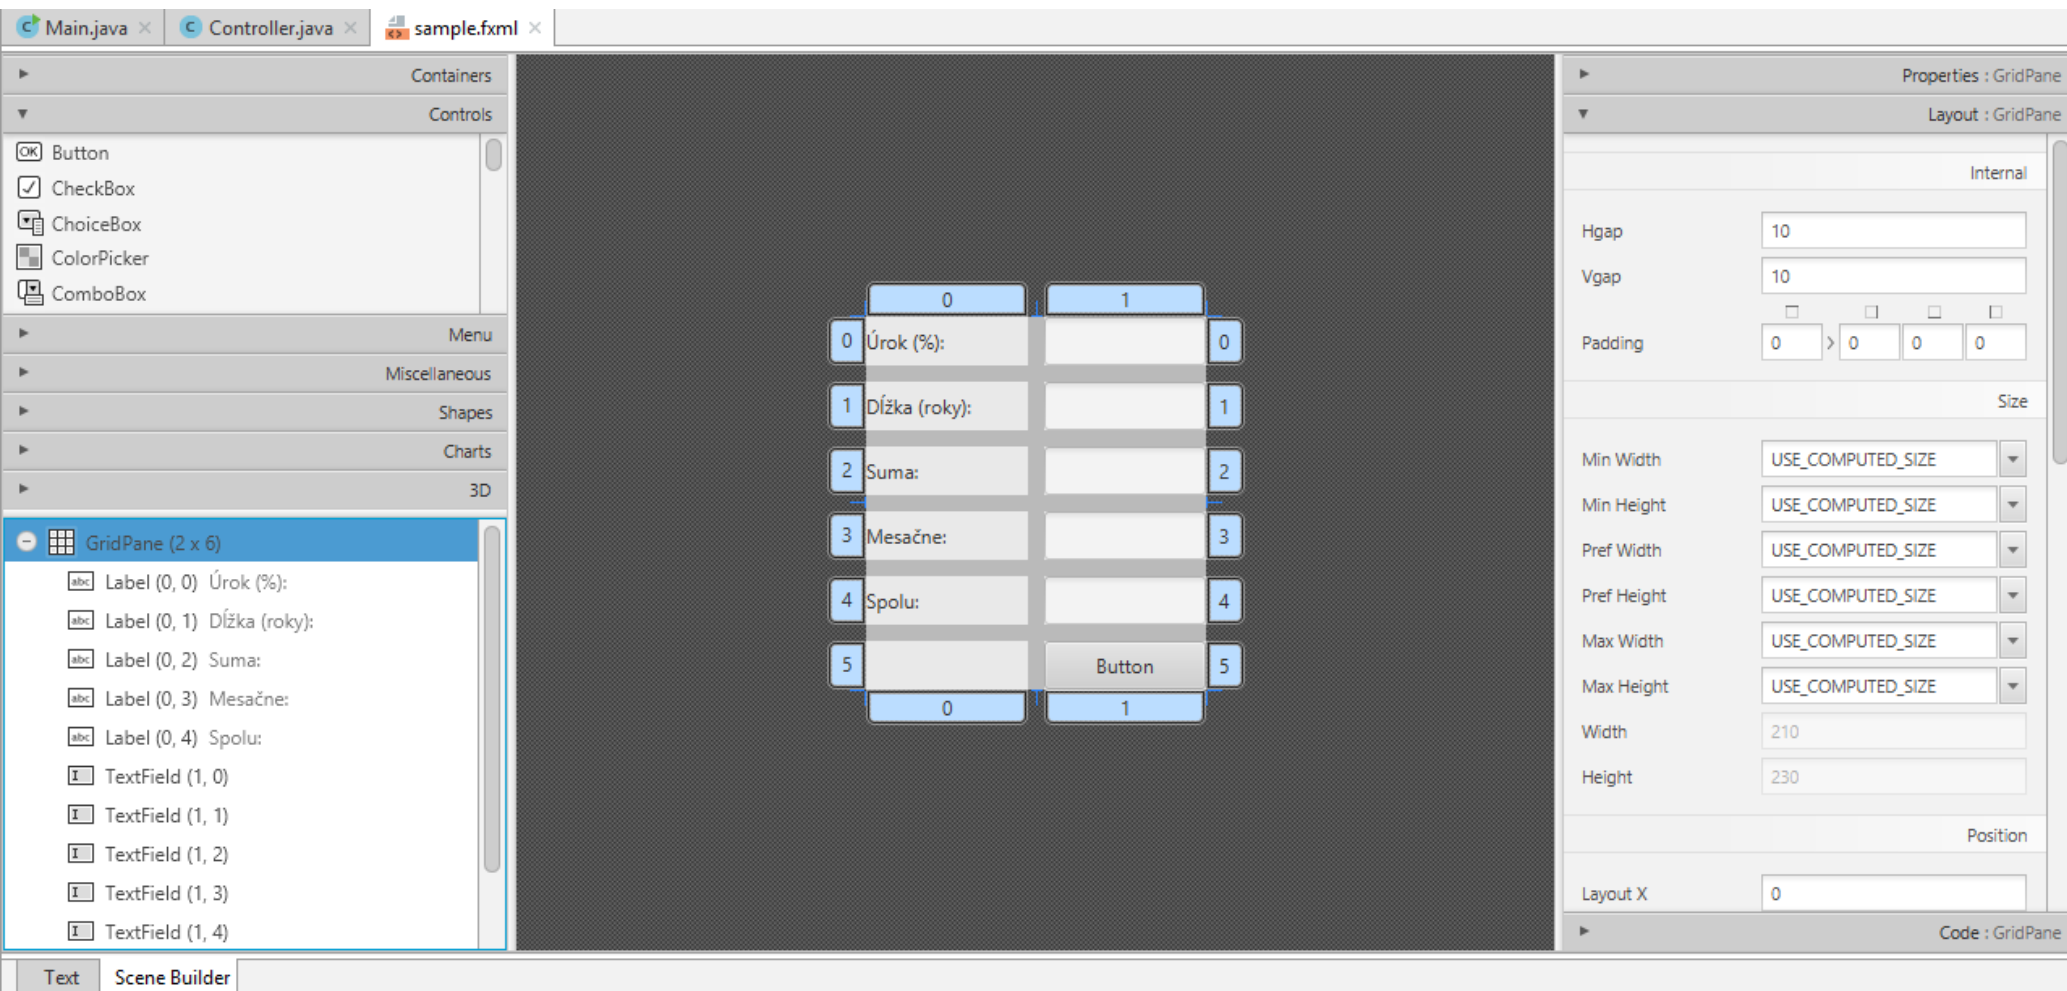 Main.java
Controller.java
sample.fxml
Containers
Controls
OK Button
CheckBox
ChoiceBox
ColorPicker
ComboBox
Menu
Miscellaneous
Shapes
Charts
3D
GridPane (2 x 6)
abc Label (0, 0) Úrok (%):
abc Label (0, 1) Dĺžka (roky):
abc Label (0, 2) Suma:
abc Label (0, 3) Mesačne:
abc Label (0, 4) Spolu:
TextField (1, 0)
TextField (1, 1)
TextField (1, 2)
TextField (1, 3)
TextField (1, 4)
Text
Scene Builder
0 1
0 Úrok (%): 0
1 Dĺžka (roky): 1
2 Suma: 2
3 Mesačne: 3
4 Spolu: 4
5 Button 5
0 1
Properties : GridPane
Layout : GridPane
Internal
Hgap 10
Vgap 10
Padding 0 0 0 0
Size
Min Width USE_COMPUTED_SIZE
Min Height USE_COMPUTED_SIZE
Pref Width USE_COMPUTED_SIZE
Pref Height USE_COMPUTED_SIZE
Max Width USE_COMPUTED_SIZE
Max Height USE_COMPUTED_SIZE
Width 210
Height 230
Position
Layout X 0
Code : GridPane